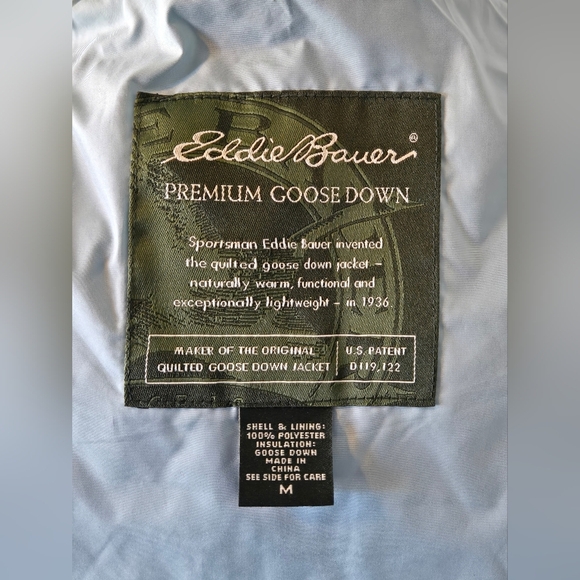 Eddie Bauer®
PREMIUM GOOSE DOWN
Sportsman Eddie Bauer invented
the quilted goose down jacket –
naturally warm, functional and
exceptionally lightweight – in 1936
MAKER OF THE ORIGINAL
QUILTED GOOSE DOWN JACKET
U.S. PATENT
D119,122
SHELL & LINING:
100% POLYESTER
INSULATION:
GOOSE DOWN
MADE IN
CHINA
SEE SIDE FOR CARE
M